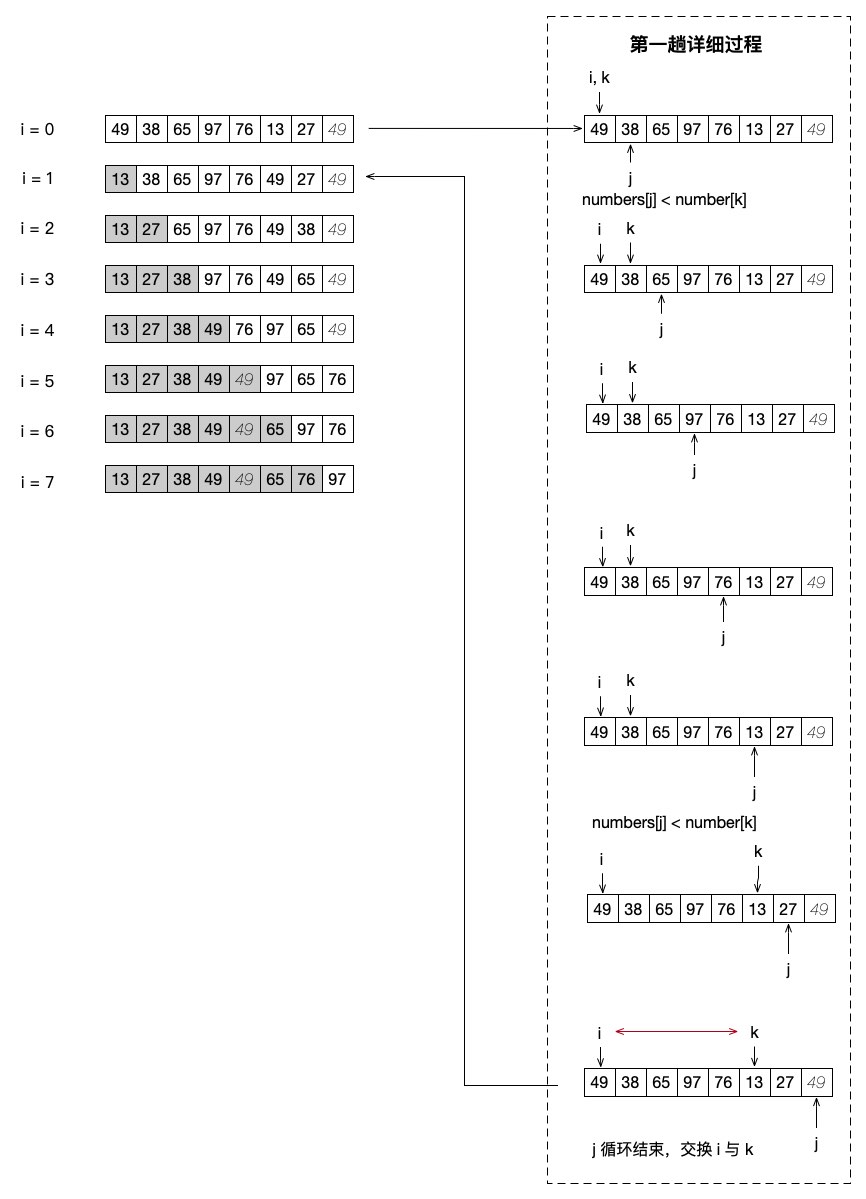 i = 0 49 38 65 97 76 13 27 49
i = 1 13 38 65 97 76 49 27 49
i = 2 13 27 65 97 76 49 38 49
i = 3 13 27 38 97 76 49 65 49
i = 4 13 27 38 49 76 97 65 49
i = 5 13 27 38 49 49 97 65 76
i = 6 13 27 38 49 49 65 97 76
i = 7 13 27 38 49 49 65 76 97
第一趟详细过程
i, k
49 38 65 97 76 13 27 49
j
numbers[j] < number[k]
i k
49 38 65 97 76 13 27 49
j
i k
49 38 65 97 76 13 27 49
j
i k
49 38 65 97 76 13 27 49
j
i k
49 38 65 97 76 13 27 49
j
numbers[j] < number[k]
i k
49 38 65 97 76 13 27 49
j
i k
49 38 65 97 76 13 27 49
j
j 循环结束，交换 i 与 k